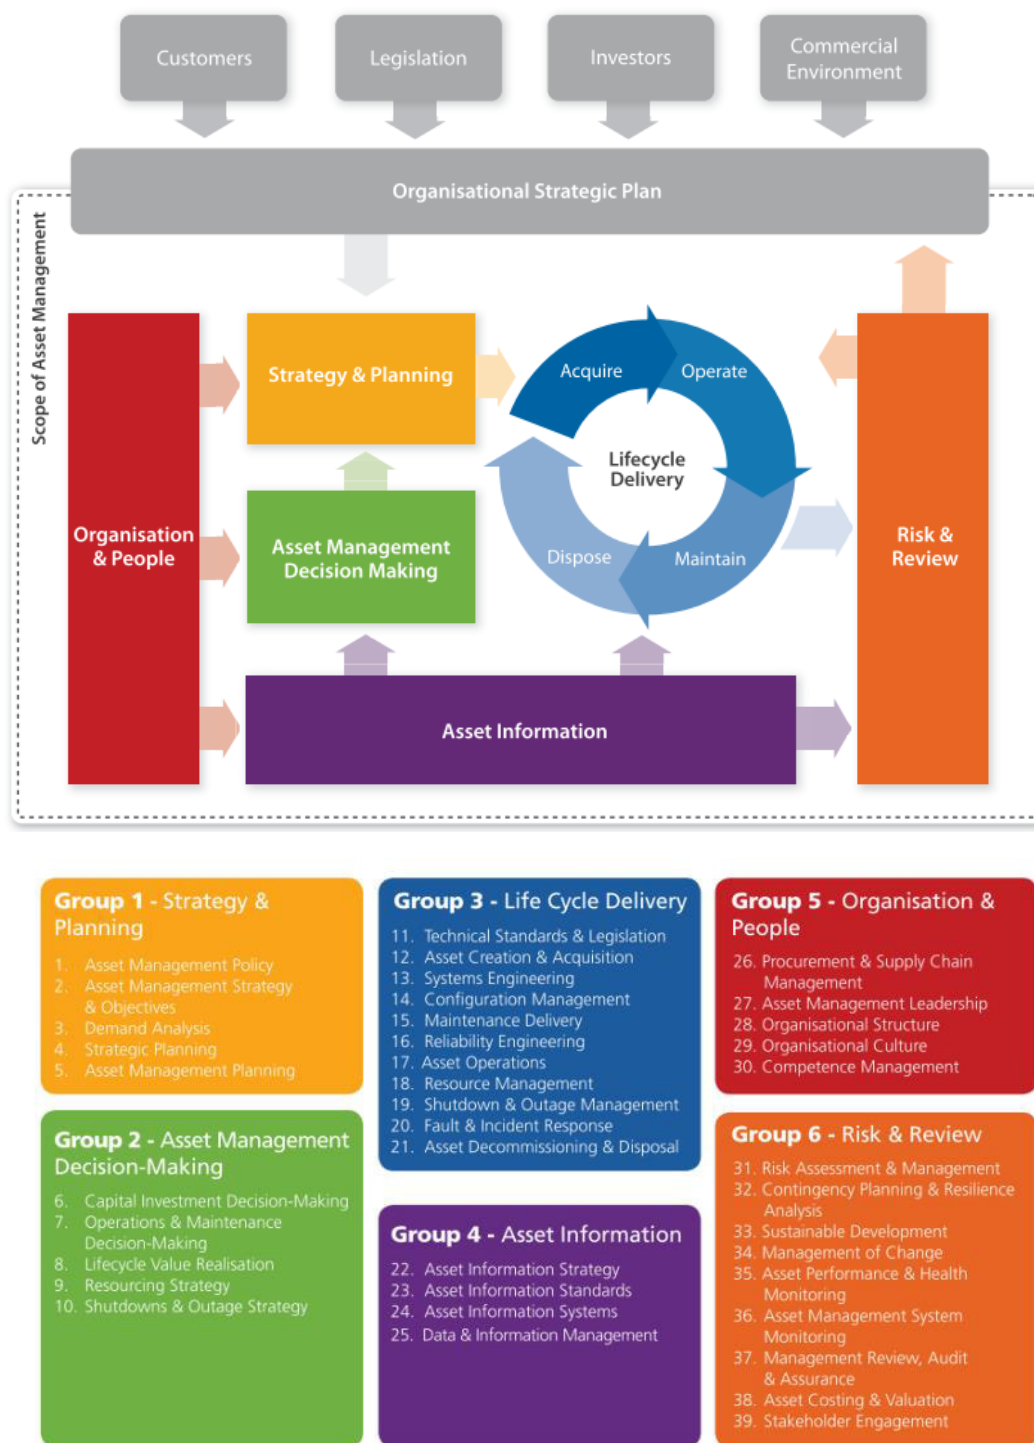 Customers
Legislation
Investors
Commercial
Environment
Organisational Strategic Plan
Scope of Asset Management
Strategy & Planning
Acquire
Operate
Lifecycle
Delivery
Organisation
& People
Asset Management
Decision Making
Dispose
Maintain
Risk &
Review
Asset Information
Group 1 - Strategy &
Planning
1. Asset Management Policy
2. Asset Management Strategy
& Objectives
3. Demand Analysis
4. Strategic Planning
5. Asset Management Planning
Group 2 - Asset Management
Decision-Making
6. Capital Investment Decision-Making
7. Operations & Maintenance
Decision-Making
8. Lifecycle Value Realisation
9. Resourcing Strategy
10. Shutdowns & Outage Strategy
Group 3 - Life Cycle Delivery
11. Technical Standards & Legislation
12. Asset Creation & Acquisition
13. Systems Engineering
14. Configuration Management
15. Maintenance Delivery
16. Reliability Engineering
17. Asset Operations
18. Resource Management
19. Shutdown & Outage Management
20. Fault & Incident Response
21. Asset Decommissioning & Disposal
Group 4 - Asset Information
22. Asset Information Strategy
23. Asset Information Standards
24. Asset Information Systems
25. Data & Information Management
Group 5 - Organisation &
People
26. Procurement & Supply Chain
Management
27. Asset Management Leadership
28. Organisational Structure
29. Organisational Culture
30. Competence Management
Group 6 - Risk & Review
31. Risk Assessment & Management
32. Contingency Planning & Resilience
Analysis
33. Sustainable Development
34. Management of Change
35. Asset Performance & Health
Monitoring
36. Asset Management System
Monitoring
37. Management Review, Audit
& Assurance
38. Asset Costing & Valuation
39. Stakeholder Engagement